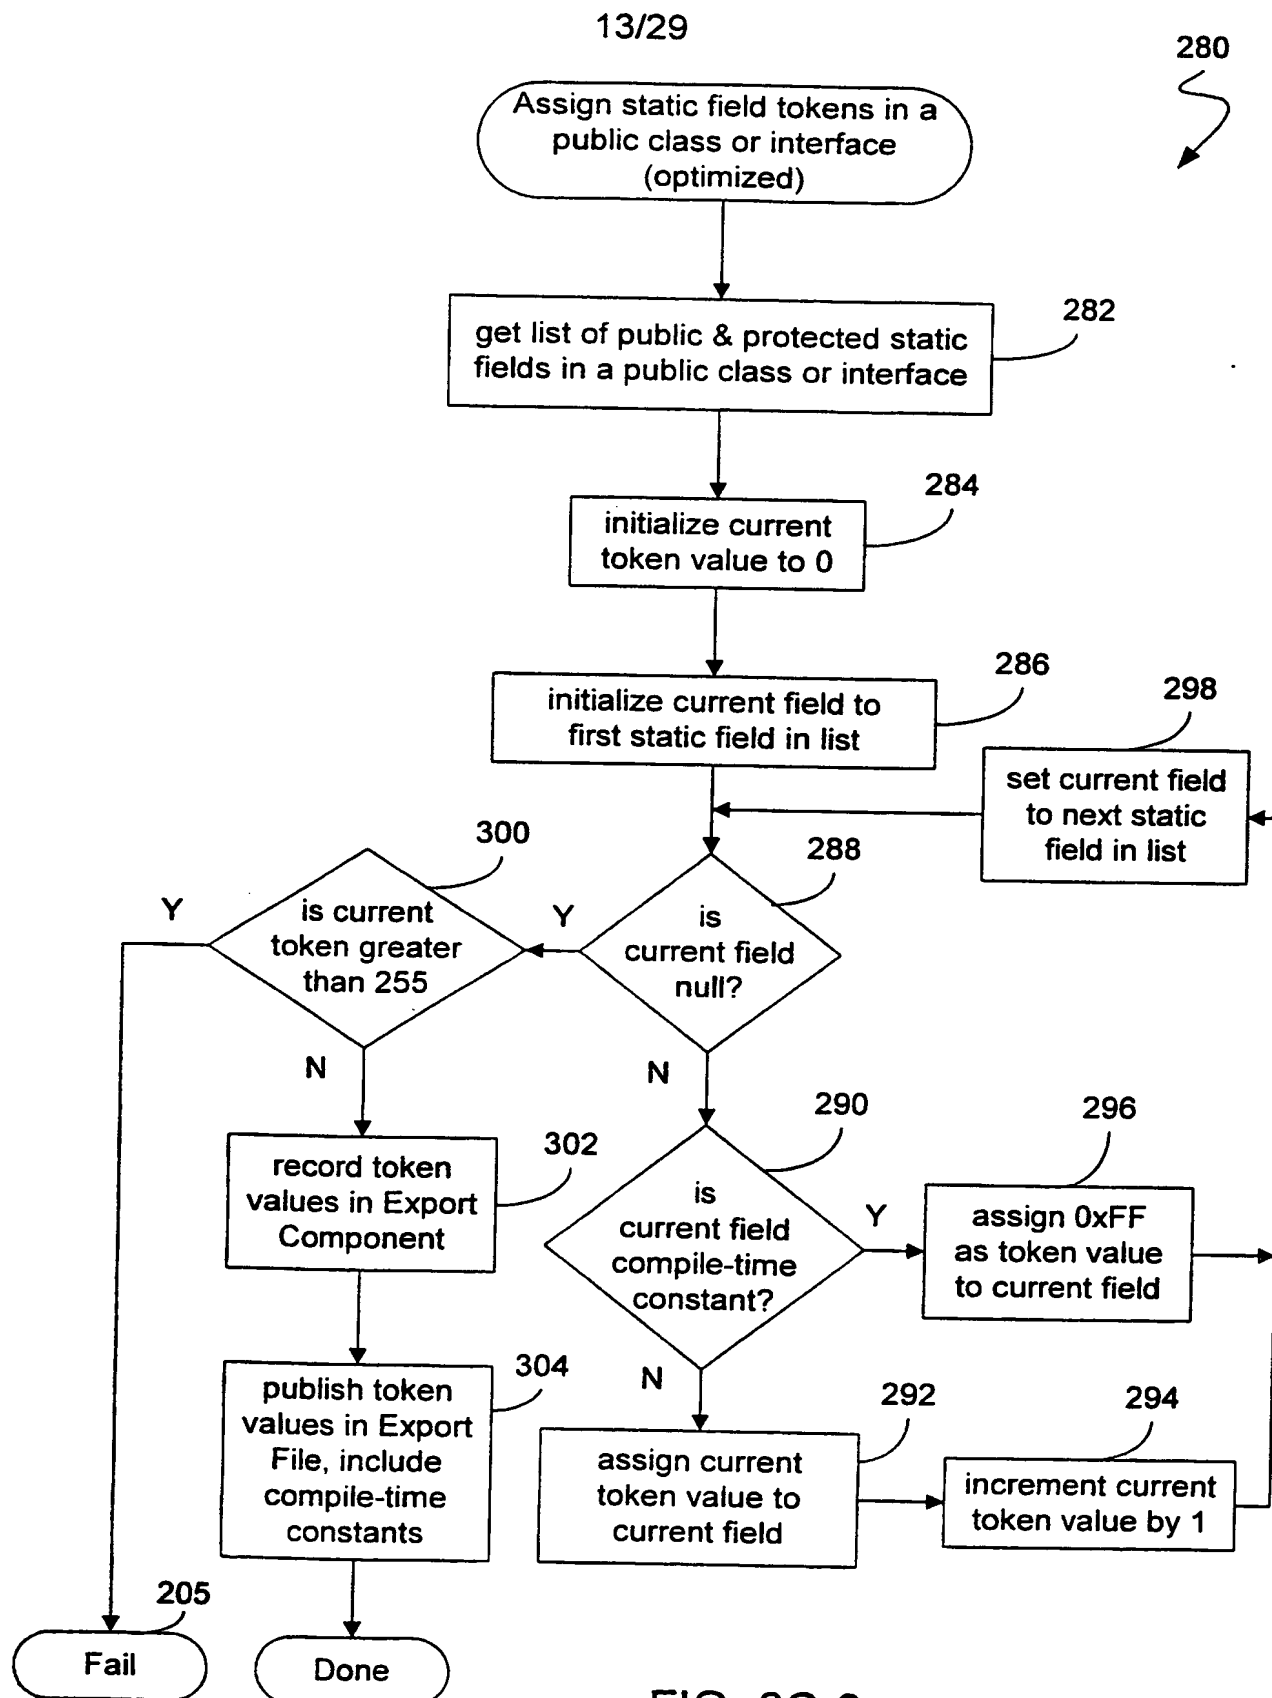 13/29
280
Assign static field tokens in a
public class or interface
(optimized)
282
get list of public & protected static
fields in a public class or interface
284
initialize current
token value to 0
286
initialize current field to
first static field in list
298
set current field
to next static
field in list
300
288
Y
is current
token greater
than 255
Y
is
current field
null?
N
N
290
296
302
record token
values in Export
Component
is
current field
compile-time
constant?
Y
assign 0xFF
as token value
to current field
304
publish token
values in Export
File, include
compile-time
constants
N
292
294
assign current
token value to
current field
increment current
token value by 1
205
Fail
Done